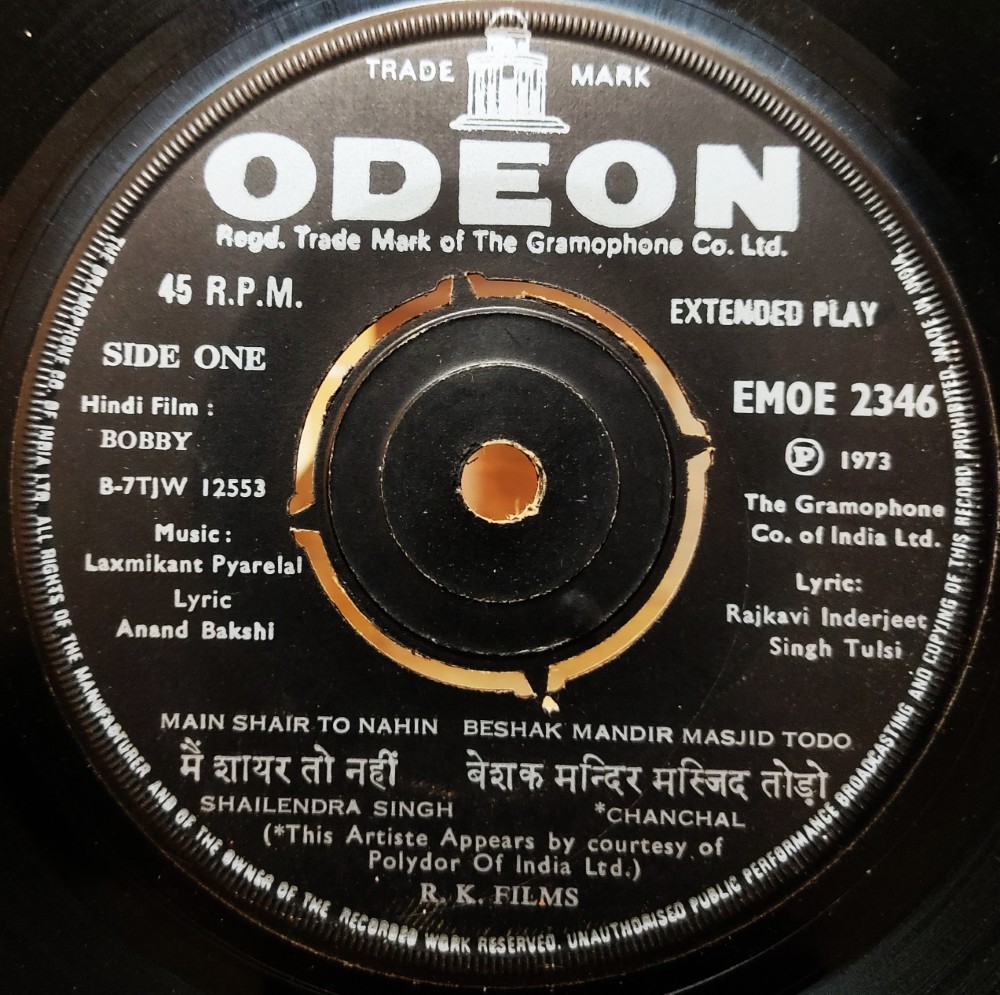 TRADE MARK
ODEON
Regd. Trade Mark of The Gramophone Co. Ltd.
45 R.P.M.
EXTENDED PLAY
SIDE ONE
EMOE 2346
Hindi Film :
BOBBY
B-7TJW 12553
Ⓟ 1973
The Gramophone
Co. of India Ltd.
Music :
Laxmikant Pyarelal
Lyric
Anand Bakshi
Lyric:
Rajkavi Inderjeet
Singh Tulsi
MAIN SHAIR TO NAHIN BESHAK MANDIR MASJID TODO
मैं शायर तो नहीं बेशक मन्दिर मस्जिद तोड़ो
SHAILENDRA SINGH *CHANCHAL
(*This Artiste Appears by courtesy of
Polydor Of India Ltd.)
R. K. FILMS
THE GRAMOPHONE CO. OF INDIA LTD. ALL RIGHTS OF THE MANUFACTURER AND OF THE OWNER OF THE RECORDED WORK RESERVED. UNAUTHORISED PUBLIC PERFORMANCE BROADCASTING AND COPYING OF THIS RECORD PROHIBITED. MADE IN INDIA.